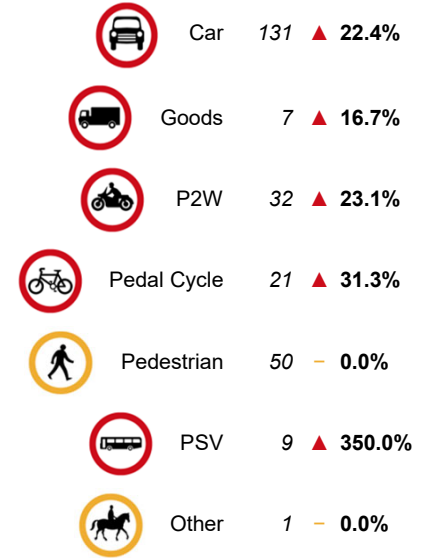 Car 131 ▲ 22.4%
Goods 7 ▲ 16.7%
P2W 32 ▲ 23.1%
Pedal Cycle 21 ▲ 31.3%
Pedestrian 50 – 0.0%
PSV 9 ▲ 350.0%
Other 1 – 0.0%